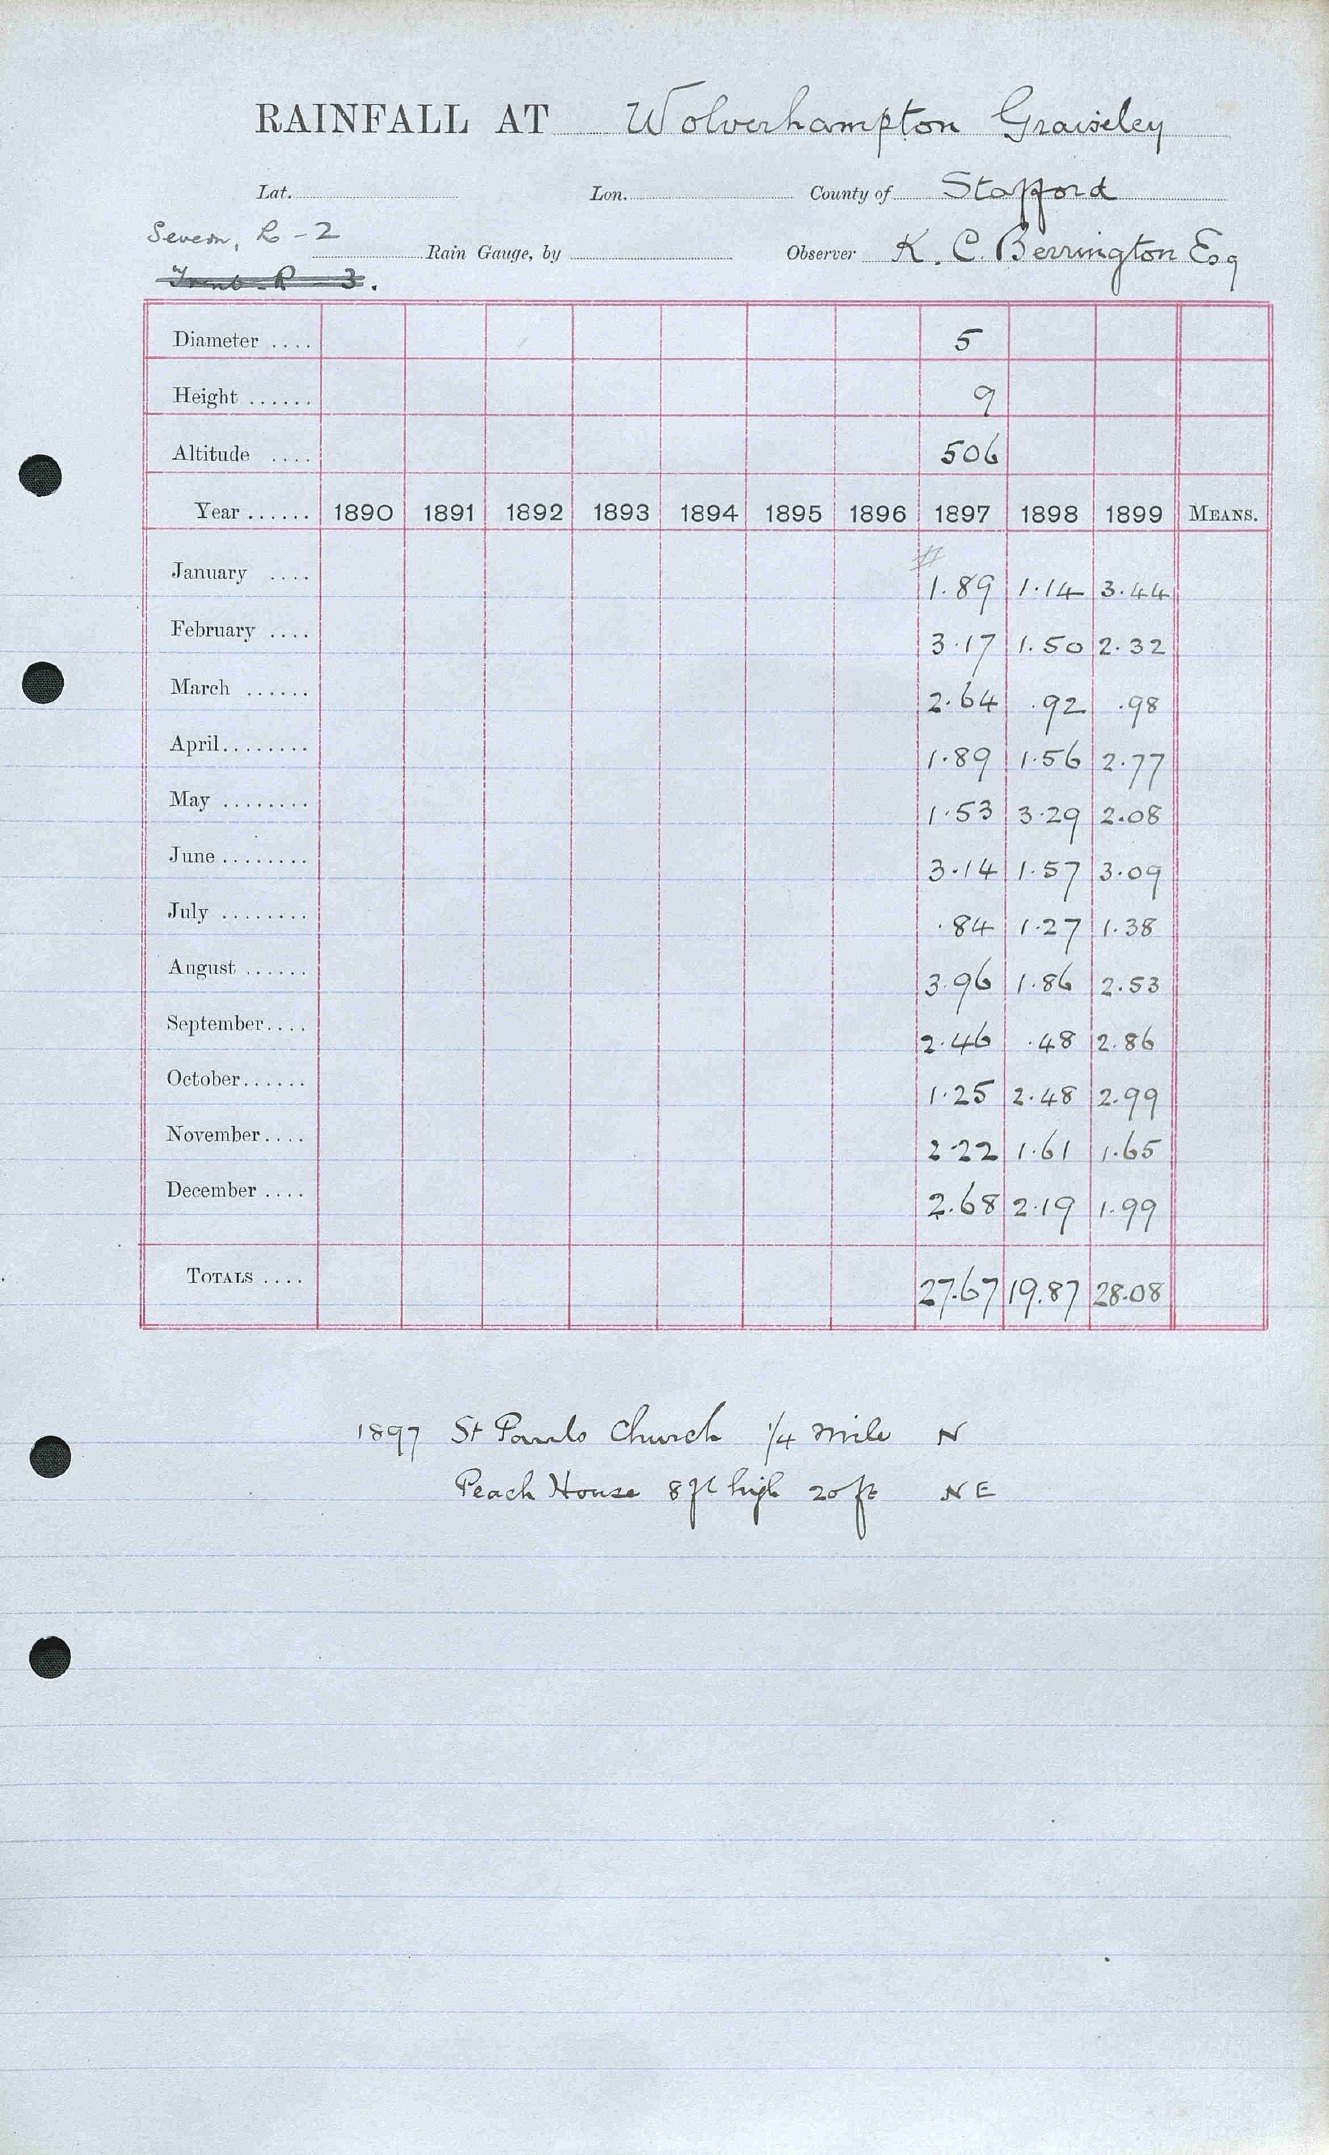 RAINFALL AT Wolverhampton Graiseley
Lat. Lon. County of Stafford
Severn, L - 2
Rain Gauge, by Observer K. C. Berrington Esq
Trent R 3.
Diameter .... 5
Height ...... 9
Altitude .... 506
Year ...... 1890 1891 1892 1893 1894 1895 1896 1897 1898 1899 MEANS.
#
January .... 1.89 1.14 3.44
February .... 3.17 1.50 2.32
March ...... 2.64 .92 .98
April ........ 1.89 1.56 2.77
May ........ 1.53 3.29 2.08
June ........ 3.14 1.57 3.09
July ........ .84 1.27 1.38
August ...... 3.96 1.86 2.53
September .... 2.46 .48 2.86
October ...... 1.25 2.48 2.99
November .... 2.22 1.61 1.65
December .... 2.68 2.19 1.99
TOTALS .... 27.67 19.87 28.08
1897 St Pauls Church 1/4 mile N
Peach House 8ft high 20ft NE